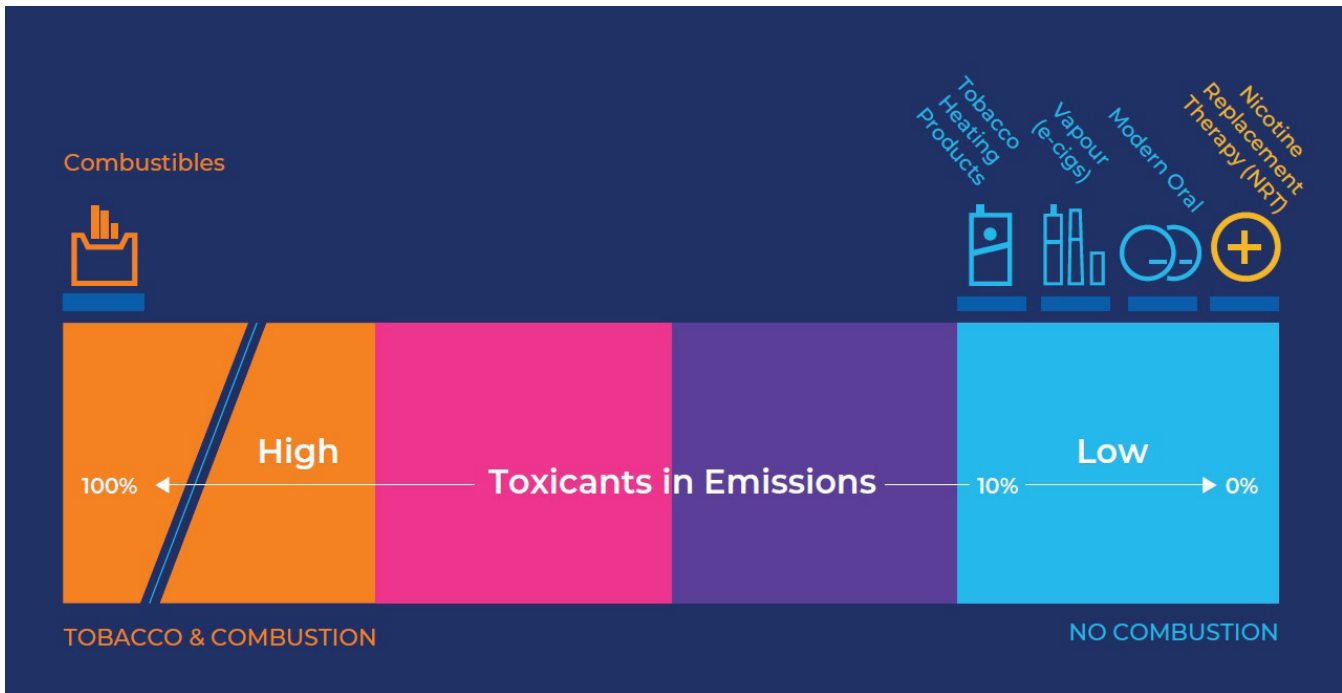 Combustibles
Tobacco
Heating
Products
Vapour
(e-cigs)
Modern Oral
Nicotine
Replacement
Therapy (NRT)
High
Low
100%
Toxicants in Emissions
10%
0%
TOBACCO & COMBUSTION
NO COMBUSTION